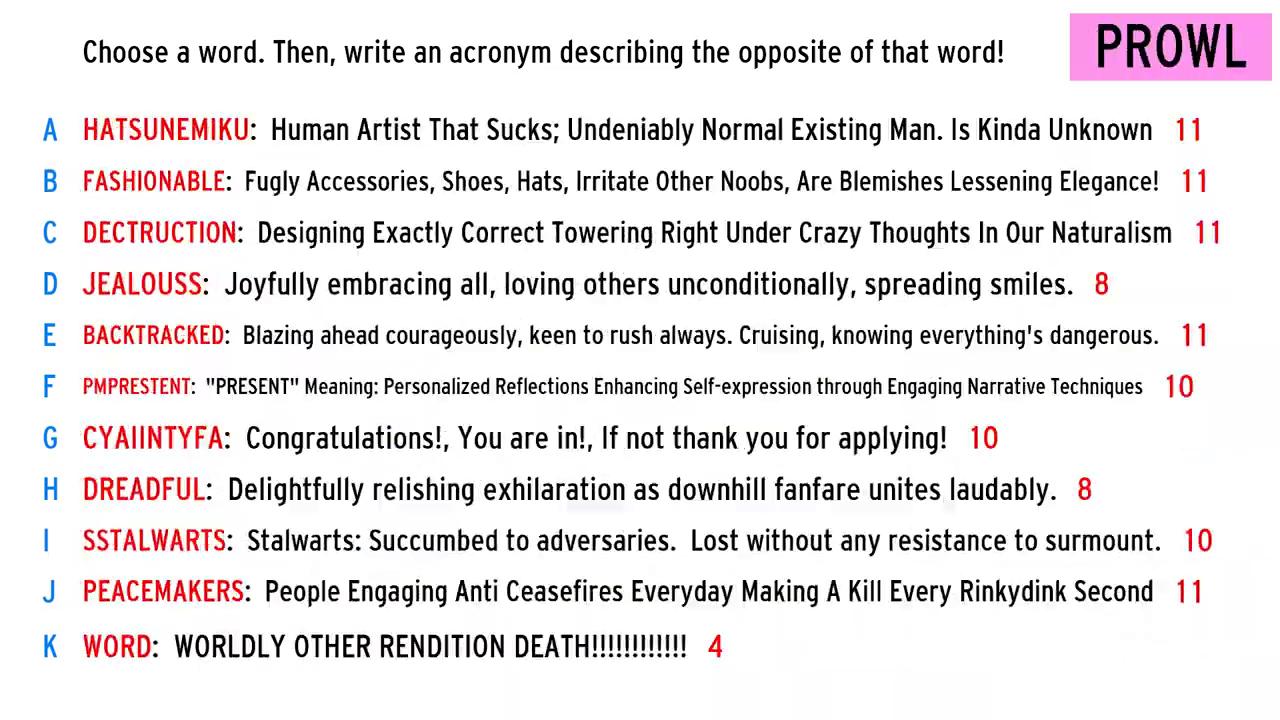 Choose a word. Then, write an acronym describing the opposite of that word!
PROWL
A HATSUNEMIKU: Human Artist That Sucks; Undeniably Normal Existing Man. Is Kinda Unknown 11
B FASHIONABLE: Fugly Accessories, Shoes, Hats, Irritate Other Noobs, Are Blemishes Lessening Elegance! 11
C DECTRUCTION: Designing Exactly Correct Towering Right Under Crazy Thoughts In Our Naturalism 11
D JEALOUSS: Joyfully embracing all, loving others unconditionally, spreading smiles. 8
E BACKTRACKED: Blazing ahead courageously, keen to rush always. Cruising, knowing everything's dangerous. 11
F PMPRESTENT: "PRESENT" Meaning: Personalized Reflections Enhancing Self-expression through Engaging Narrative Techniques 10
G CYAIINTYFA: Congratulations!, You are in!, If not thank you for applying! 10
H DREADFUL: Delightfully relishing exhilaration as downhill fanfare unites laudably. 8
I SSTALWARTS: Stalwarts: Succumbed to adversaries. Lost without any resistance to surmount. 10
J PEACEMAKERS: People Engaging Anti Ceasefires Everyday Making A Kill Every Rinkydink Second 11
K WORD: WORLDLY OTHER RENDITION DEATH!!!!!!!!!!!! 4